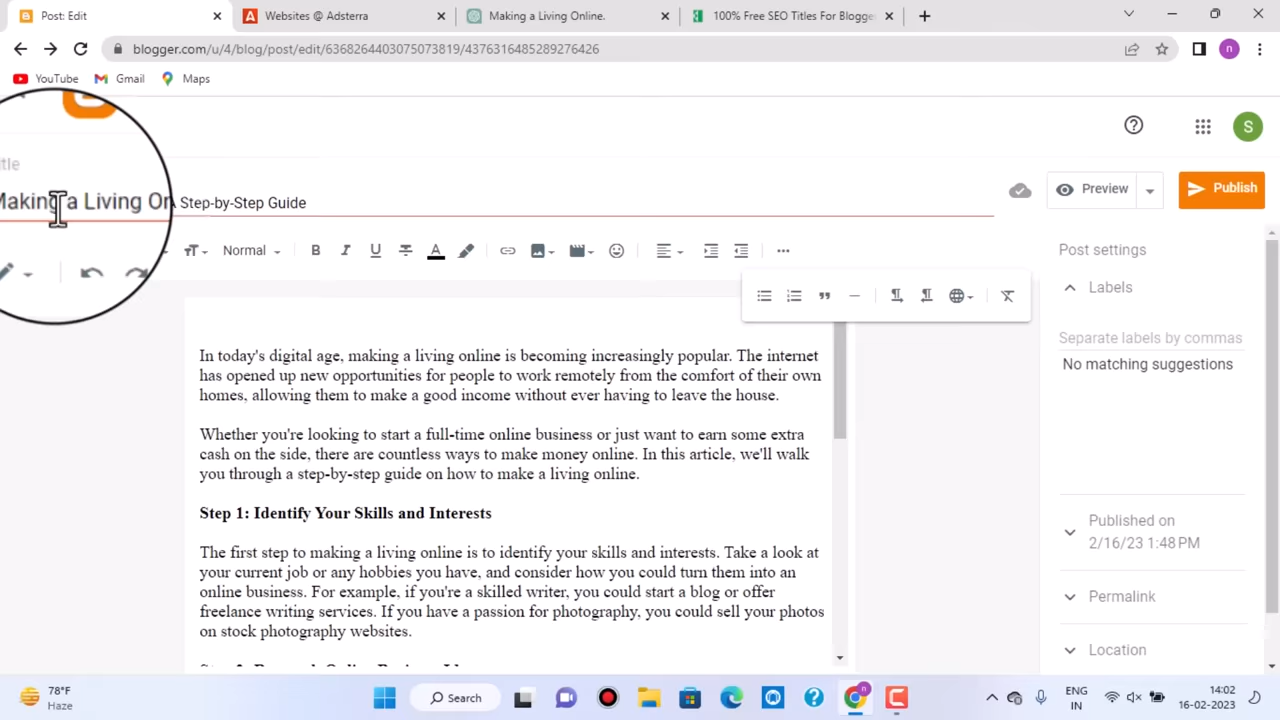 Post: Edit
Websites @ Adsterra
Making a Living Online.
100% Free SEO Titles For Blogge
blogger.com/u/4/blog/post/edit/6368264403075073819/4376316485289276426
n
YouTube
Gmail
Maps
S
itle
Making a Living On
A Step-by-Step Guide
Preview
Publish
Normal
Post settings
Labels
Separate labels by commas
No matching suggestions
In today's digital age, making a living online is becoming increasingly popular. The internet
has opened up new opportunities for people to work remotely from the comfort of their own
homes, allowing them to make a good income without ever having to leave the house.
Whether you're looking to start a full-time online business or just want to earn some extra
cash on the side, there are countless ways to make money online. In this article, we'll walk
you through a step-by-step guide on how to make a living online.
Step 1: Identify Your Skills and Interests
The first step to making a living online is to identify your skills and interests. Take a look at
your current job or any hobbies you have, and consider how you could turn them into an
online business. For example, if you're a skilled writer, you could start a blog or offer
freelance writing services. If you have a passion for photography, you could sell your photos
on stock photography websites.
Published on
2/16/23 1:48 PM
Permalink
Location
78°F
Haze
Search
ENG
IN
14:02
16-02-2023